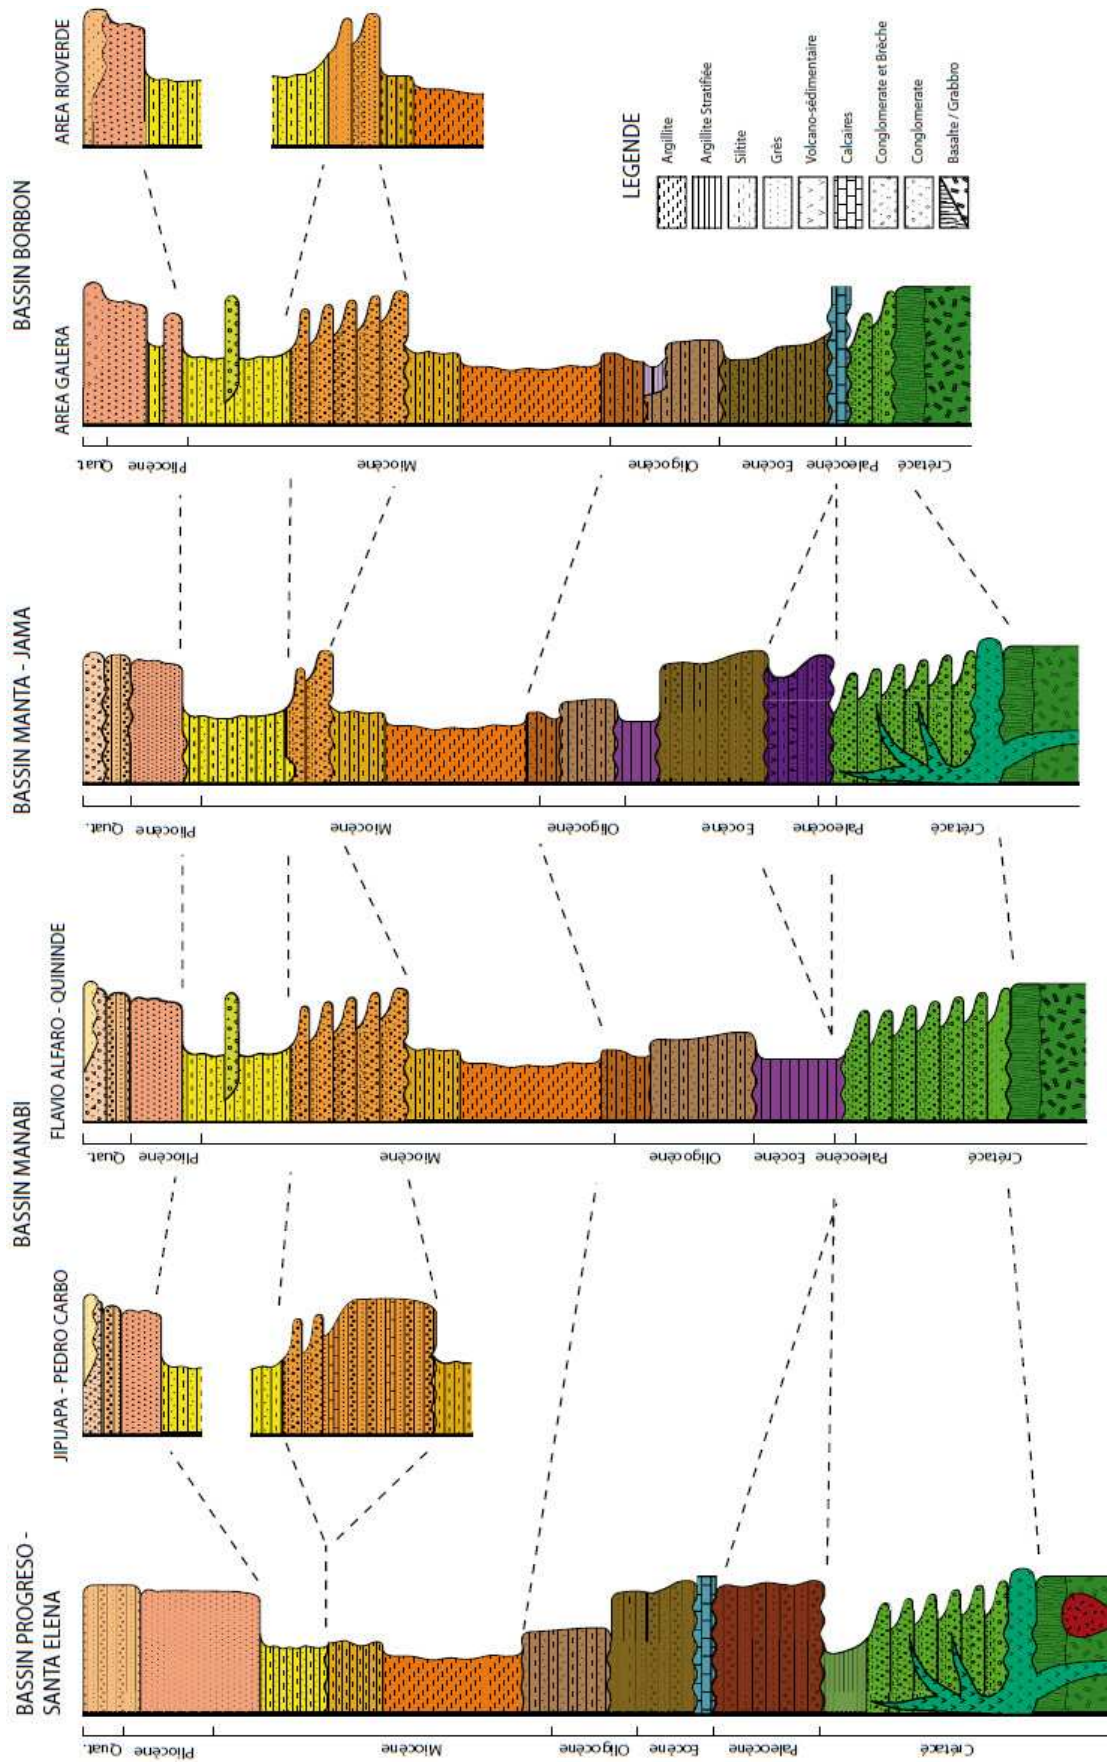 BASSIN PROGRESO -
SANTA ELENA
Quat.
Pliocène
Miocène
Oligocène
Eocène
Paleocène
Crétacé
BASSIN MANABI
JIPIJAPA - PEDRO CARBO
FLAVIO ALFARO - QUININDE
Quat.
Pliocène
Miocène
Oligocène
Eocène
Paleocène
Crétacé
BASSIN MANTA - JAMA
Quat.
Pliocène
Miocène
Oligocène
Eocène
Paleocène
Crétacé
BASSIN BORBON
AREA GALERA
Quat.
Pliocène
Miocène
Oligocène
Eocène
Paleocène
Crétacé
AREA RIOVERDE
LEGENDE
Argillite
Argillite Stratifiée
Siltite
Grès
Volcano-sédimentaire
Calcaires
Conglomerate et Brèche
Conglomerate
Basalte / Grabbro